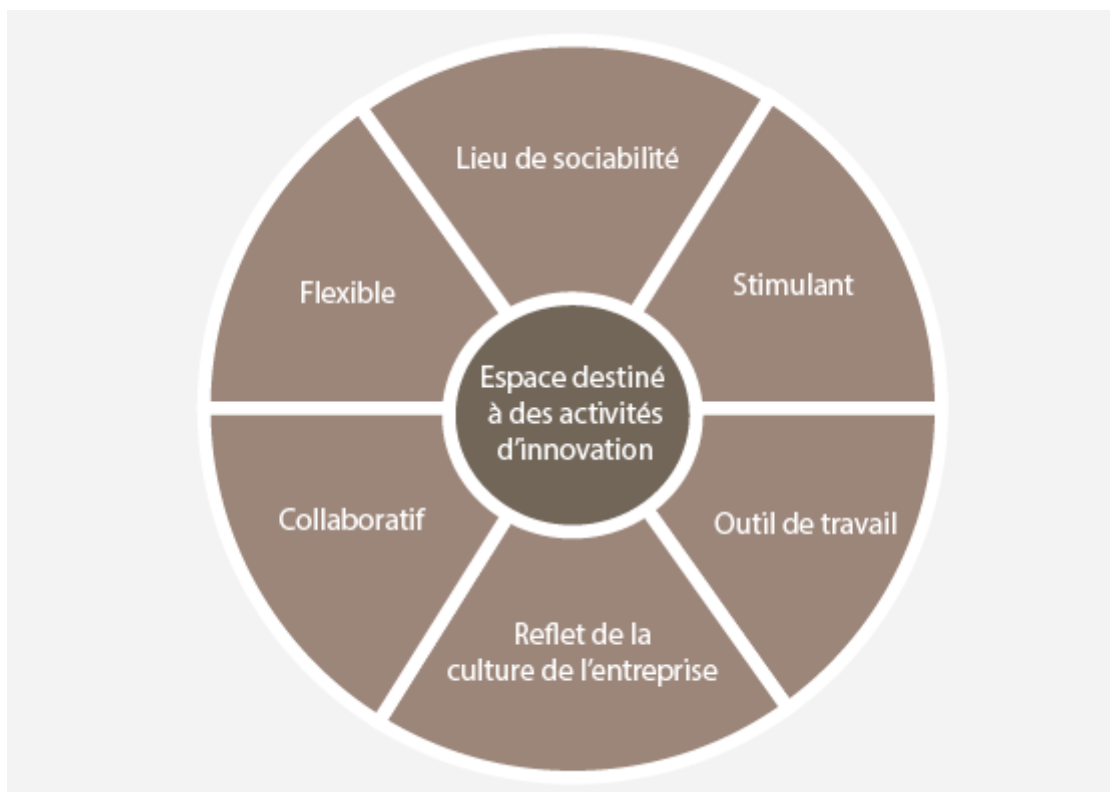 Lieu de sociabilité
Stimulant
Flexible
Espace destiné
à des activités
d’innovation
Collaboratif
Outil de travail
Reflet de la
culture de l’entreprise